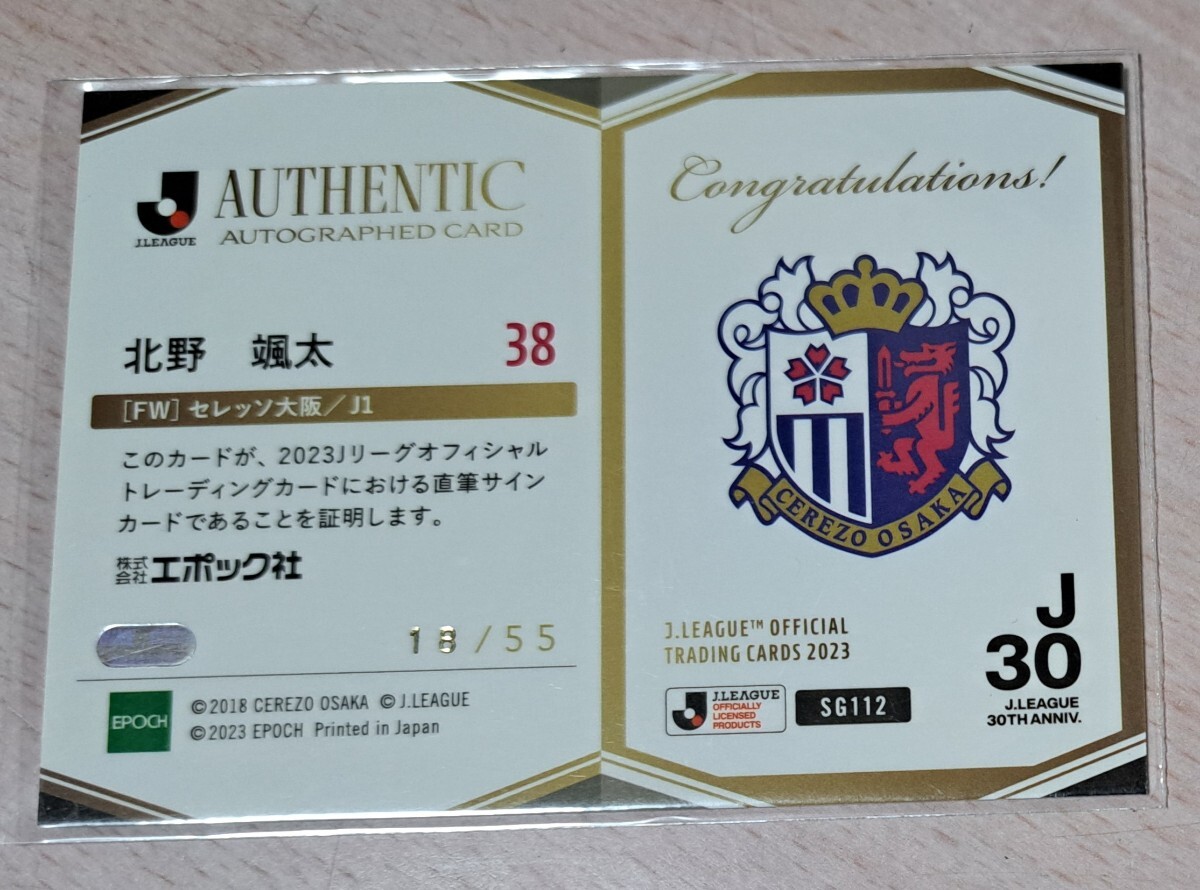 J.LEAGUE
AUTHENTIC
AUTOGRAPHED CARD
北野 颯太 38
[FW] セレッソ大阪／J1
このカードが、2023Jリーグオフィシャル
トレーディングカードにおける直筆サイン
カードであることを証明します。
株式会社エポック社
18/55
EPOCH
©2018 CEREZO OSAKA ©J.LEAGUE
©2023 EPOCH Printed in Japan
Congratulations!
CEREZO OSAKA
J.LEAGUE™ OFFICIAL
TRADING CARDS 2023
J.LEAGUE
OFFICIALLY
LICENSED
PRODUCTS
SG112
J
30
J.LEAGUE
30TH ANNIV.